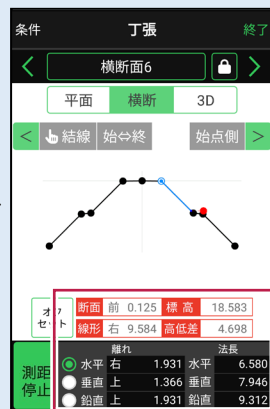 条件 丁張 終了
< 横断面6 >
平面 横断 3D
< 結線 始⇔終 始点側 >
オフセット 断面 前 0.125 標高 18.583
線形 右 9.584 高低差 4.698
離れ 法長
測距停止 水平 右 1.931 水平 6.580
垂直 上 1.366 垂直 7.946
鉛直 上 1.931 鉛直 9.312